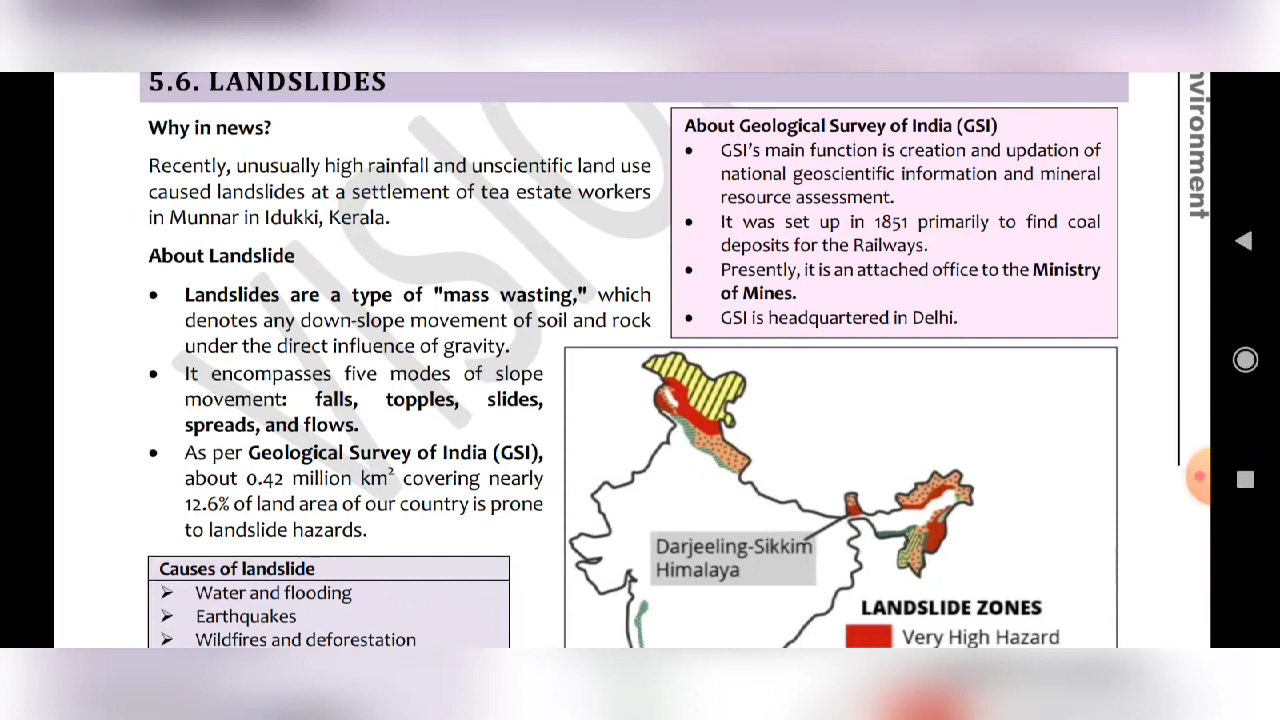 5.6. LANDSLIDES
Why in news?
Recently, unusually high rainfall and unscientific land use
caused landslides at a settlement of tea estate workers
in Munnar in Idukki, Kerala.
About Landslide
• Landslides are a type of "mass wasting," which
denotes any down-slope movement of soil and rock
under the direct influence of gravity.
• It encompasses five modes of slope
movement: falls, topples, slides,
spreads, and flows.
• As per Geological Survey of India (GSI),
about 0.42 million km² covering nearly
12.6% of land area of our country is prone
to landslide hazards.
Causes of landslide
➢ Water and flooding
➢ Earthquakes
➢ Wildfires and deforestation
About Geological Survey of India (GSI)
• GSI's main function is creation and updation of
national geoscientific information and mineral
resource assessment.
• It was set up in 1851 primarily to find coal
deposits for the Railways.
• Presently, it is an attached office to the Ministry
of Mines.
• GSI is headquartered in Delhi.
Darjeeling-Sikkim
Himalaya
LANDSLIDE ZONES
Very High Hazard
nvironment